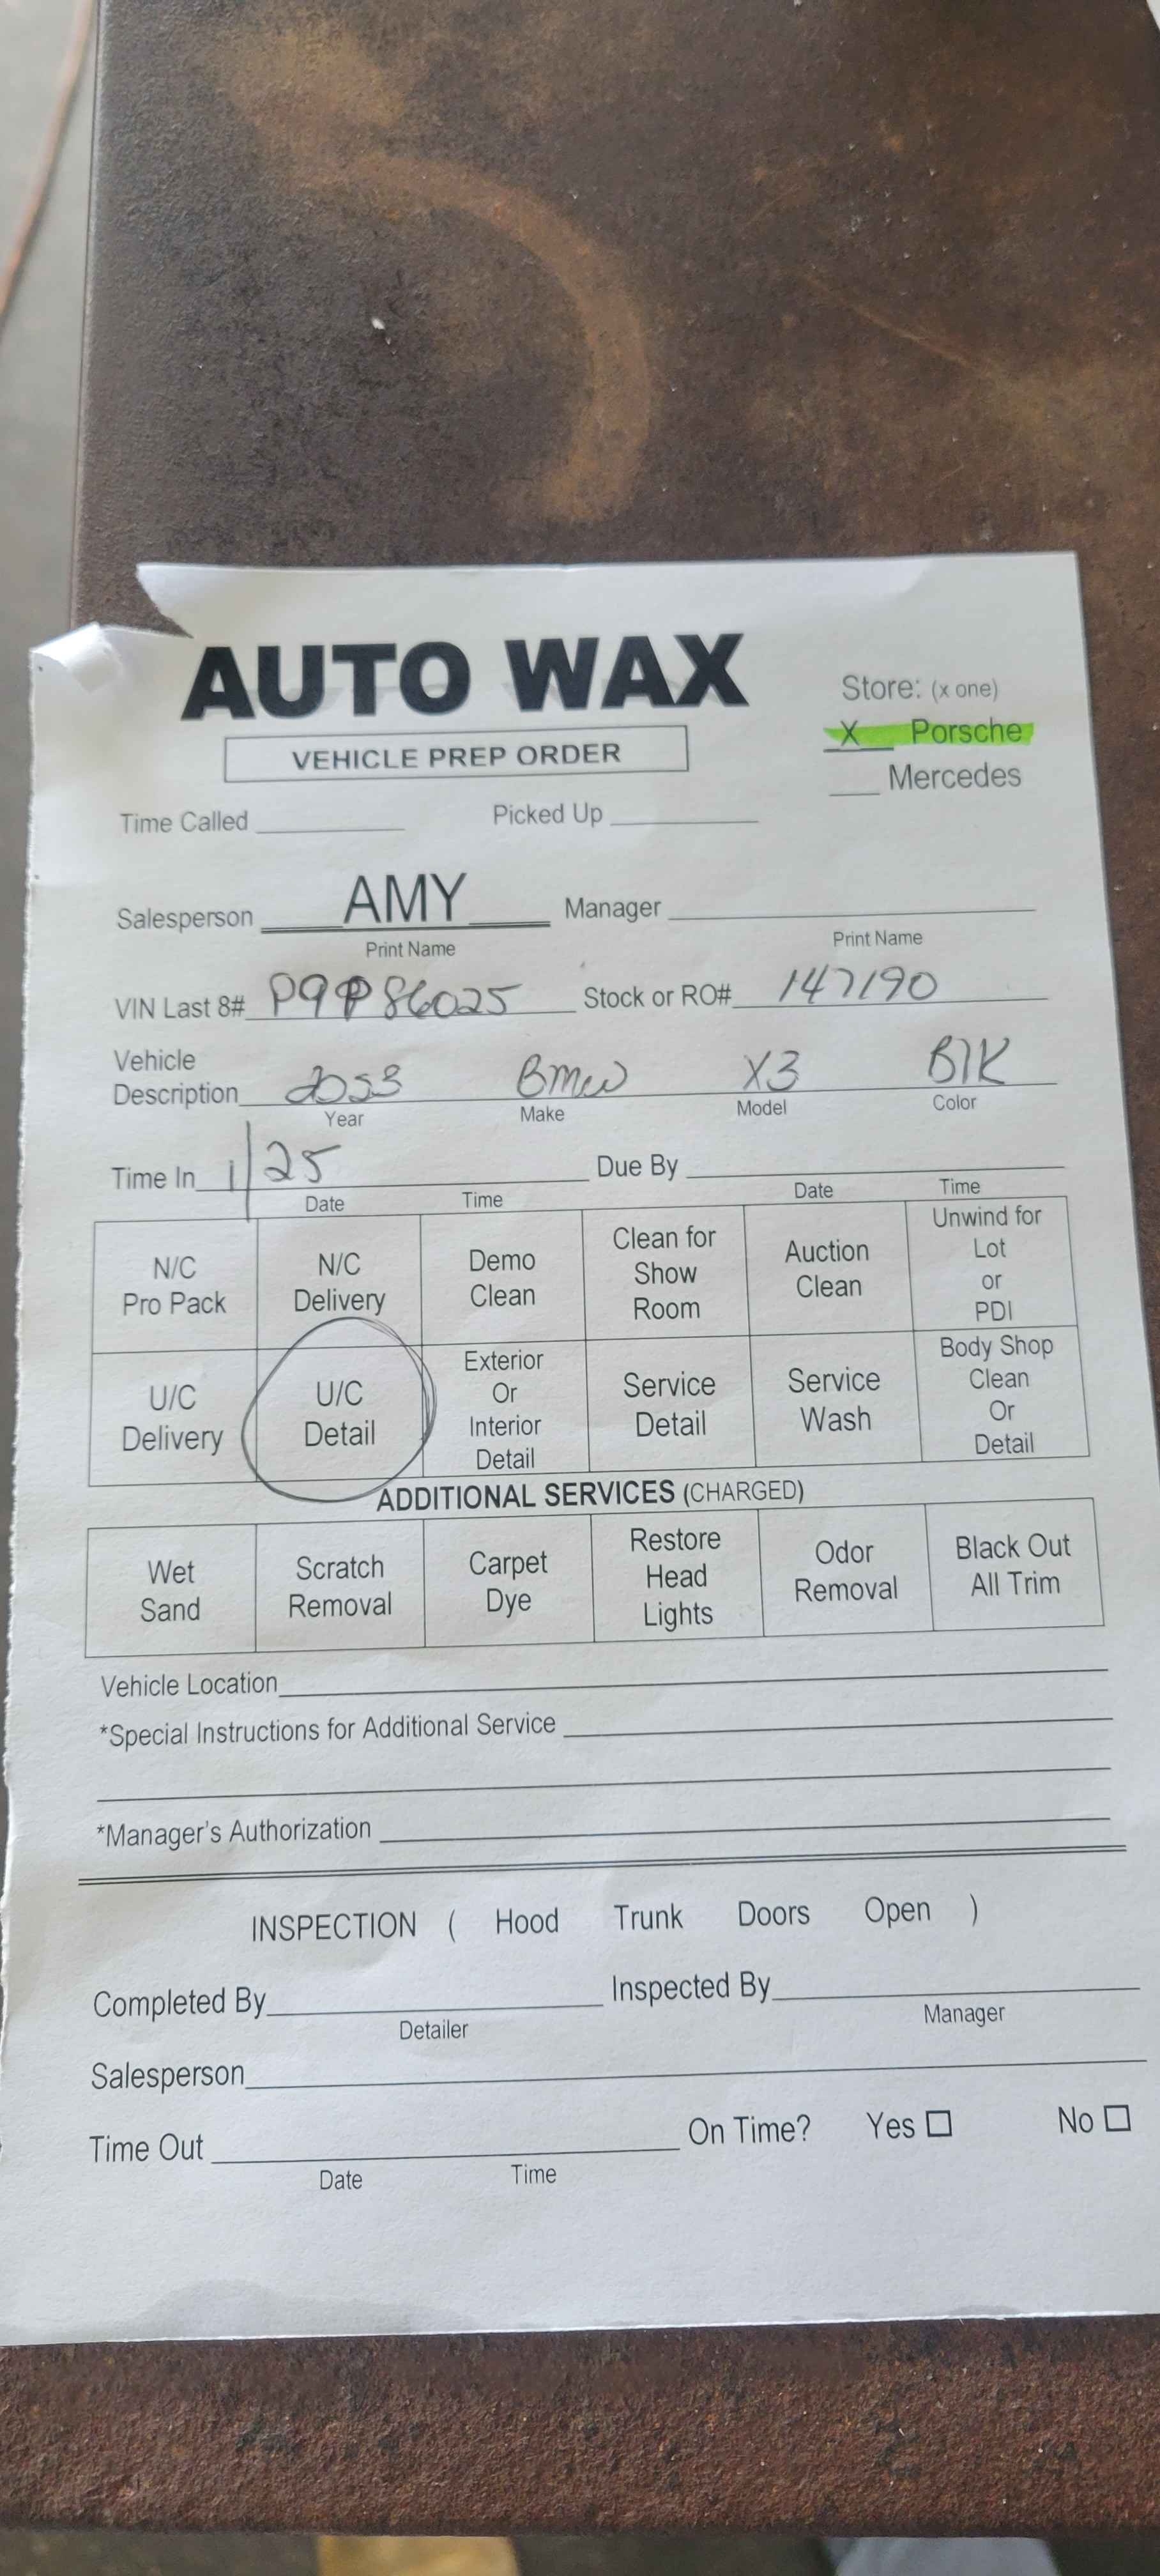 AUTO WAX
Store: (x one)
VEHICLE PREP ORDER
X Porsche
Mercedes
Time Called Picked Up
Salesperson AMY Manager
Print Name Print Name
VIN Last 8# P9P86025 Stock or RO# 147190
Vehicle
Description Bmw X3 Blk
Year Make Model Color
Time In 1/25 Due By
Date Time Date Time
N/C Pro Pack N/C Delivery Demo Clean Clean for Show Room Auction Clean Unwind for Lot or PDI
U/C Delivery U/C Detail Exterior Or Interior Detail Service Detail Service Wash Body Shop Clean Or Detail
ADDITIONAL SERVICES (CHARGED)
Wet Sand Scratch Removal Carpet Dye Restore Head Lights Odor Removal Black Out All Trim
Vehicle Location
*Special Instructions for Additional Service
*Manager's Authorization
INSPECTION ( Hood Trunk Doors Open )
Completed By Inspected By
Detailer Manager
Salesperson
Time Out On Time? Yes No
Date Time